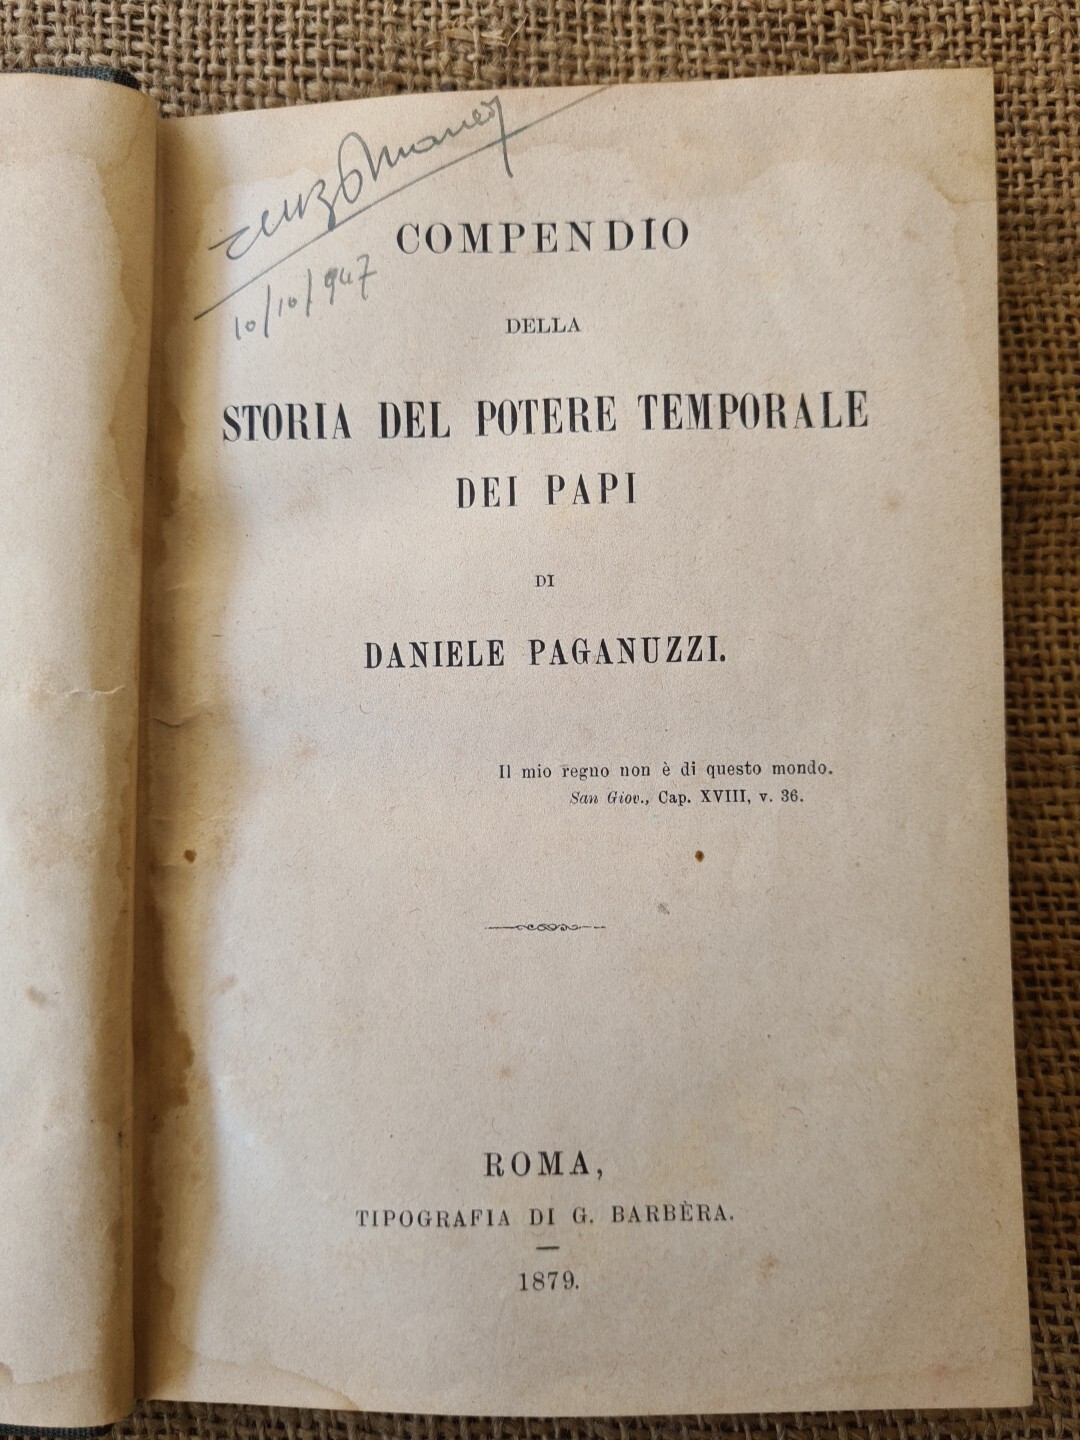 10/10/947
COMPENDIO
DELLA
STORIA DEL POTERE TEMPORALE
DEI PAPI
DI
DANIELE PAGANUZZI.
Il mio regno non è di questo mondo.
San Giov., Cap. XVIII, v. 36.
ROMA,
TIPOGRAFIA DI G. BARBÈRA.
1879.